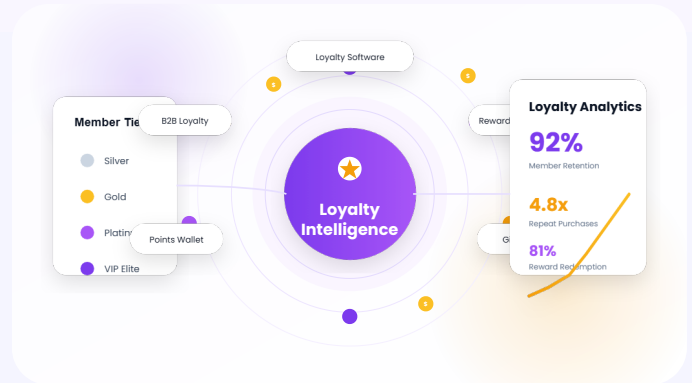 Loyalty Software
Member Tie
B2B Loyalty
Silver
Gold
Platin
Points Wallet
VIP Elite
Loyalty
Intelligence
Reward
G
Loyalty Analytics
92%
Member Retention
4.8x
Repeat Purchases
81%
Reward Redemption
$
$
$